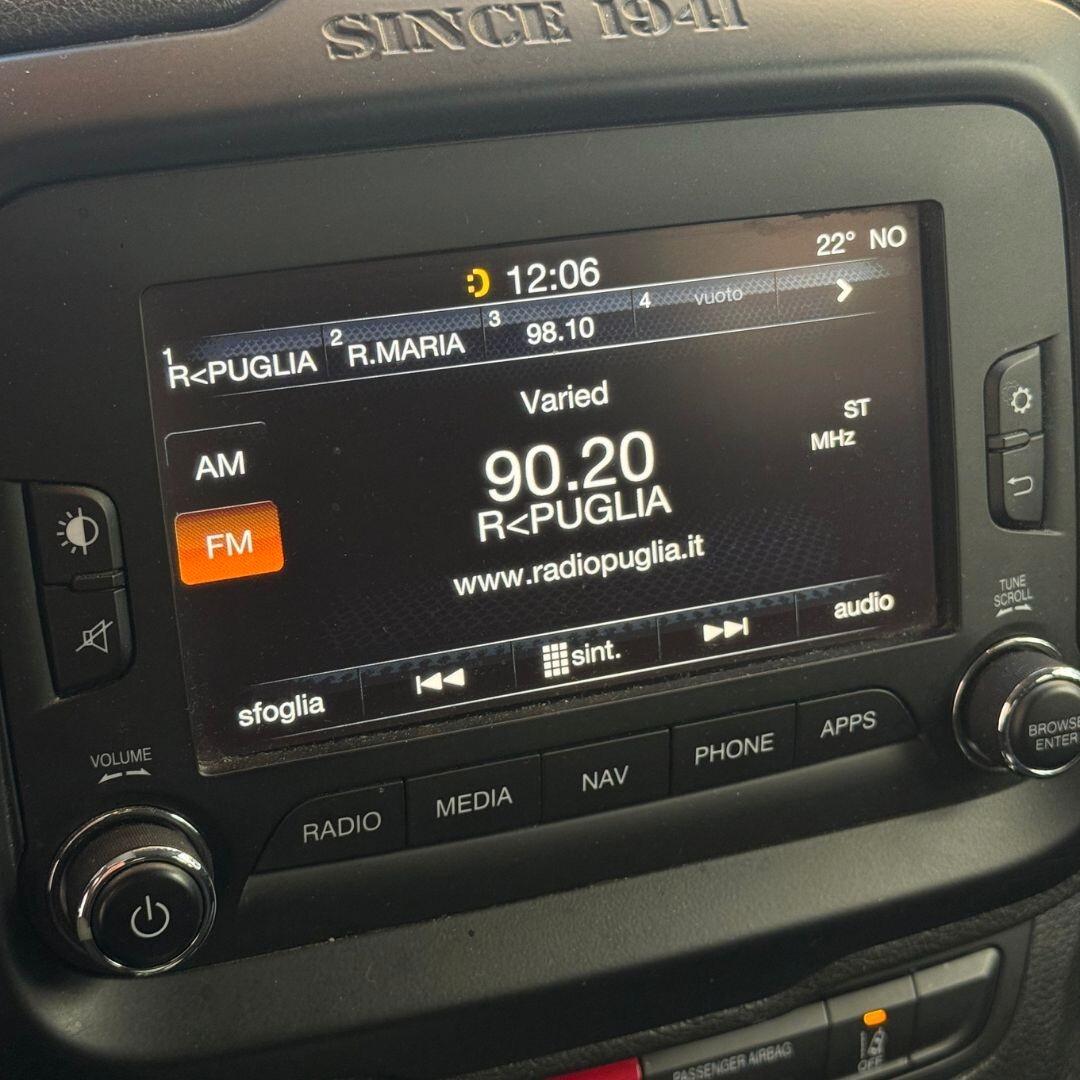 SINCE 1941
12:06 22° NO
1 R<PUGLIA 2 R.MARIA 3 98.10 4 vuoto
Varied
AM 90.20 ST MHz
FM R<PUGLIA
www.radiopuglia.it
sfoglia sint. audio
TUNE
SCROLL
VOLUME
RADIO MEDIA NAV PHONE APPS
BROWSE
ENTER
PASSENGER AIRBAG
OFF